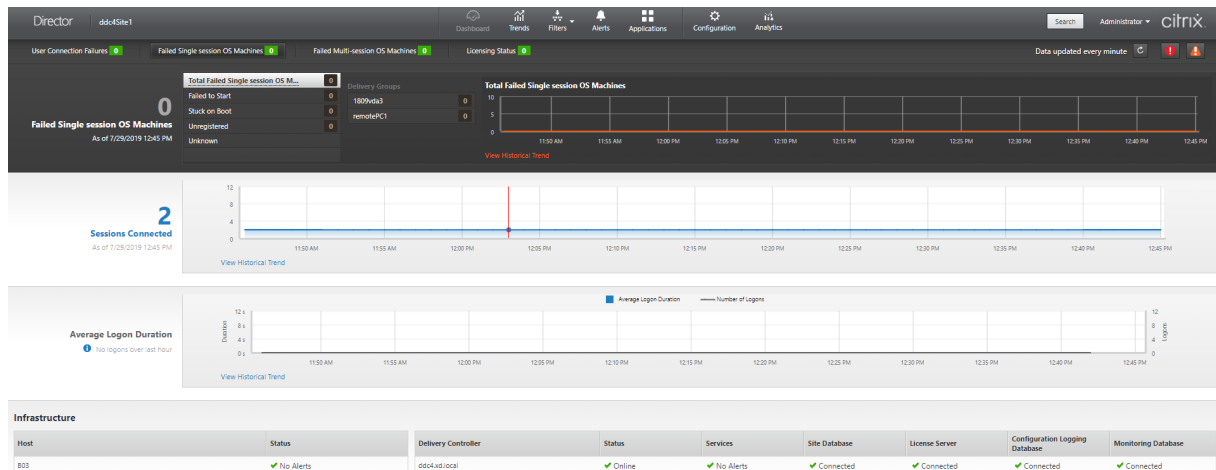 Director ddc4Site1 Dashboard Trends Filters Alerts Applications Configuration Analytics Search Administrator citrix
User Connection Failures 0 Failed Single session OS Machines 0 Failed Multi-session OS Machines 0 Licensing Status 0 Data updated every minute
0
Failed Single session OS Machines
As of 7/29/2019 12:45 PM
Total Failed Single session OS M... 0
Failed to Start 0
Stuck on Boot 0
Unregistered 0
Unknown
Delivery Groups
1809vda3 0
remotePC1 0
Total Failed Single session OS Machines
10
5
0
11:50 AM 11:55 AM 12:00 PM 12:05 PM 12:10 PM 12:15 PM 12:20 PM 12:25 PM 12:30 PM 12:35 PM 12:40 PM 12:45 PM
View Historical Trend
2
Sessions Connected
As of 7/29/2019 12:45 PM
12
8
4
0
11:50 AM 11:55 AM 12:00 PM 12:05 PM 12:10 PM 12:15 PM 12:20 PM 12:25 PM 12:30 PM 12:35 PM 12:40 PM 12:45 PM
View Historical Trend
Average Logon Duration
No logons over last hour
Average Logon Duration Number of Logons
Duration
12 s
8 s
4 s
0 s
12
8
4
0
Logons
11:50 AM 11:55 AM 12:00 PM 12:05 PM 12:10 PM 12:15 PM 12:20 PM 12:25 PM 12:30 PM 12:35 PM 12:40 PM 12:45 PM
View Historical Trend
Infrastructure
Host Status Delivery Controller Status Services Site Database License Server Configuration Logging Database Monitoring Database
B03 No Alerts ddc4.xd.local Online No Alerts Connected Connected Connected Connected